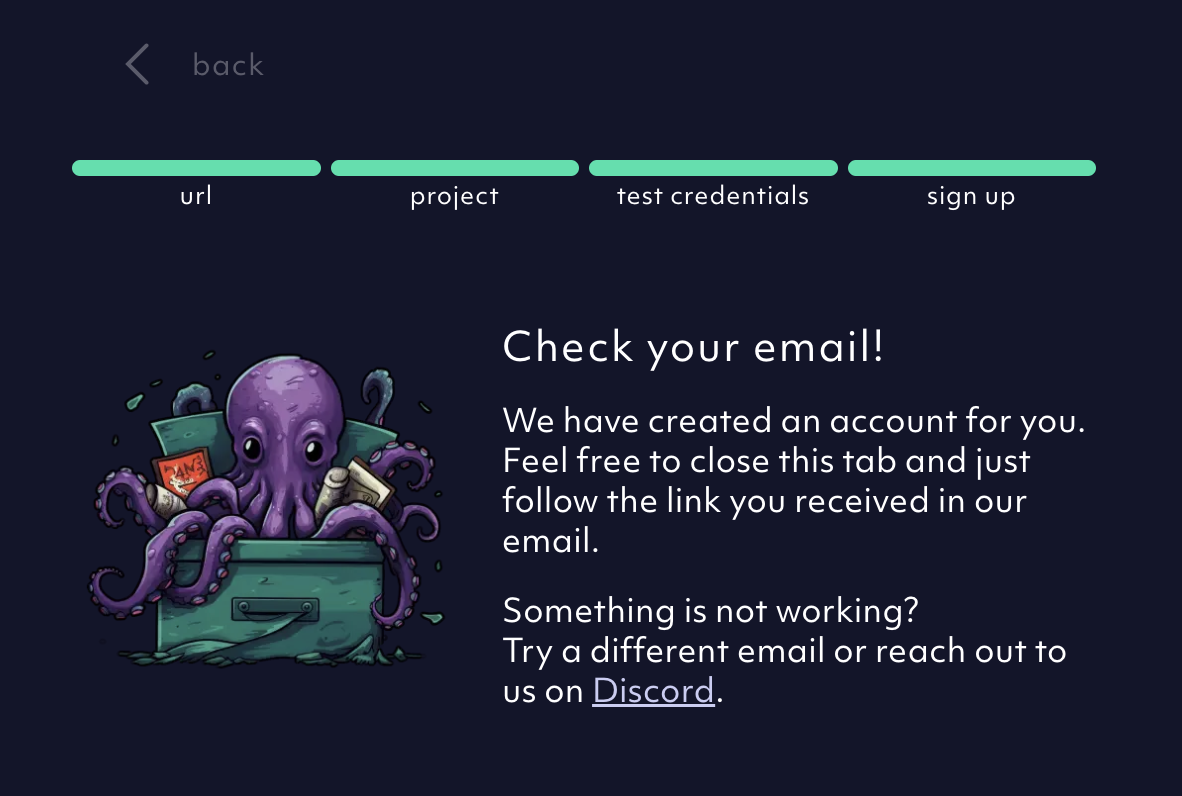 back
url
project
test credentials
sign up
Check your email!
We have created an account for you.
Feel free to close this tab and just
follow the link you received in our
email.
Something is not working?
Try a different email or reach out to
us on Discord.